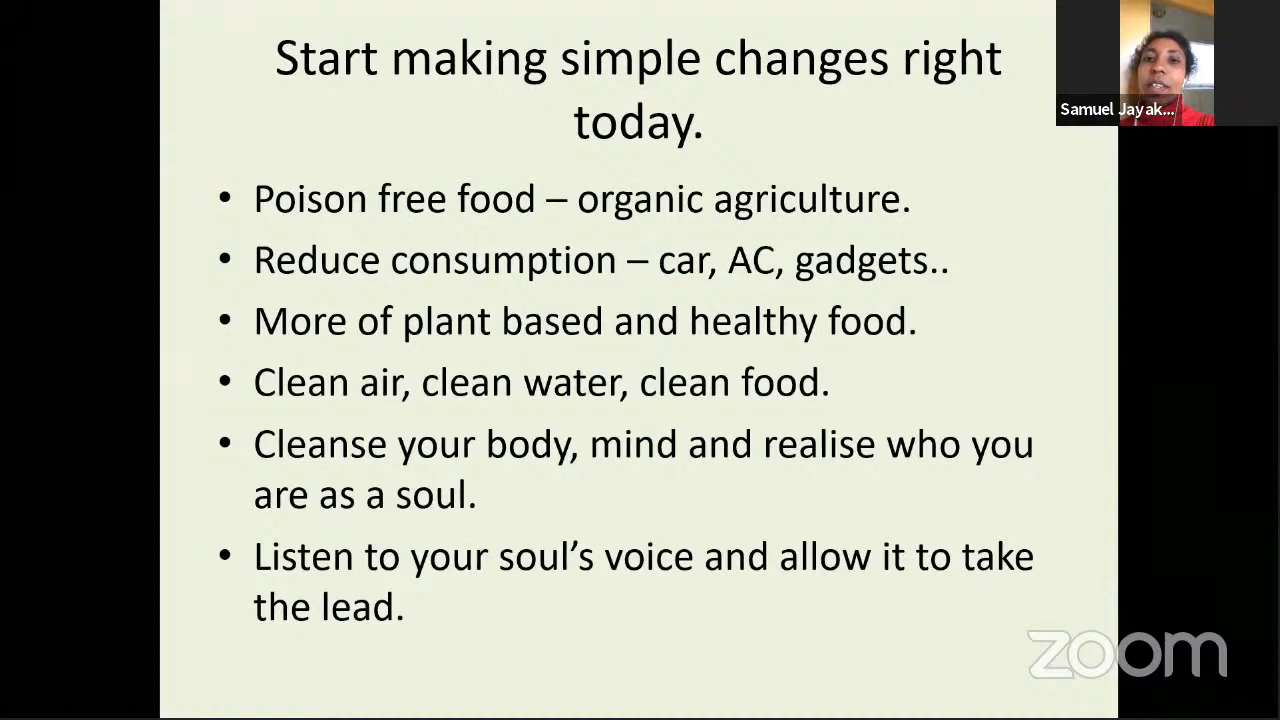 Start making simple changes right
today.
Samuel Jayak...
• Poison free food – organic agriculture.
• Reduce consumption – car, AC, gadgets..
• More of plant based and healthy food.
• Clean air, clean water, clean food.
• Cleanse your body, mind and realise who you
are as a soul.
• Listen to your soul’s voice and allow it to take
the lead.
zoom